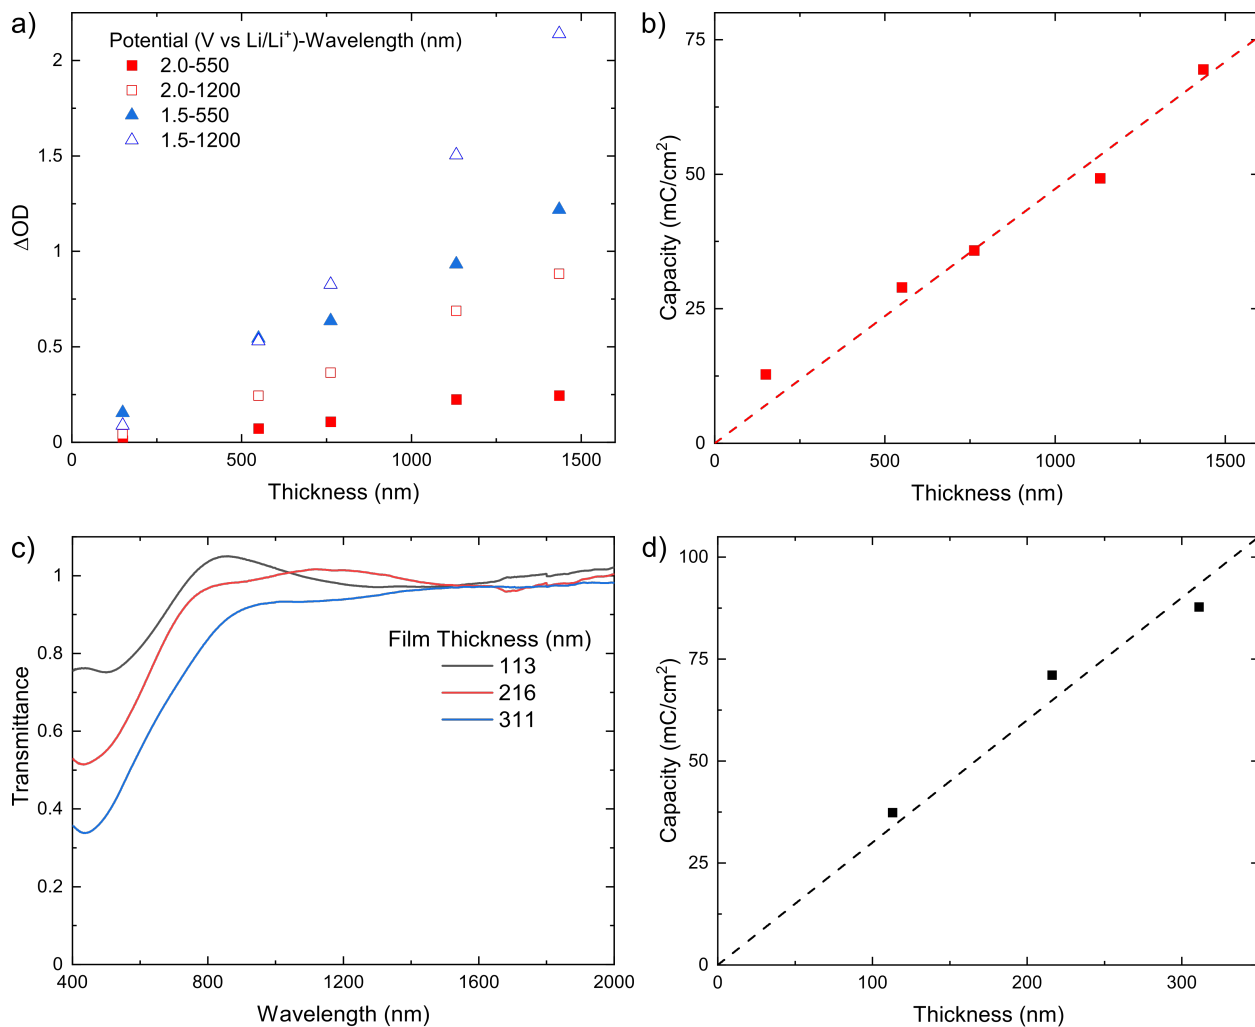 a)
Potential (V vs Li/Li⁺)-Wavelength (nm)
2.0-550
2.0-1200
1.5-550
1.5-1200
2
1.5
1
0.5
0
ΔOD
0 500 1000 1500
Thickness (nm)
b)
75
50
25
0
Capacity (mC/cm²)
0 500 1000 1500
Thickness (nm)
c)
1
0.8
0.6
0.4
0.2
0
Transmittance
Film Thickness (nm)
113
216
311
400 800 1200 1600 2000
Wavelength (nm)
d)
100
75
50
25
0
Capacity (mC/cm²)
0 100 200 300
Thickness (nm)